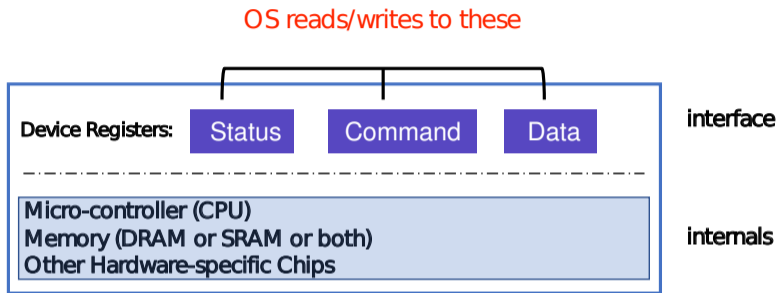 OS reads/writes to these
Device Registers: Status Command Data
interface
Micro-controller (CPU)
Memory (DRAM or SRAM or both)
Other Hardware-specific Chips
internals